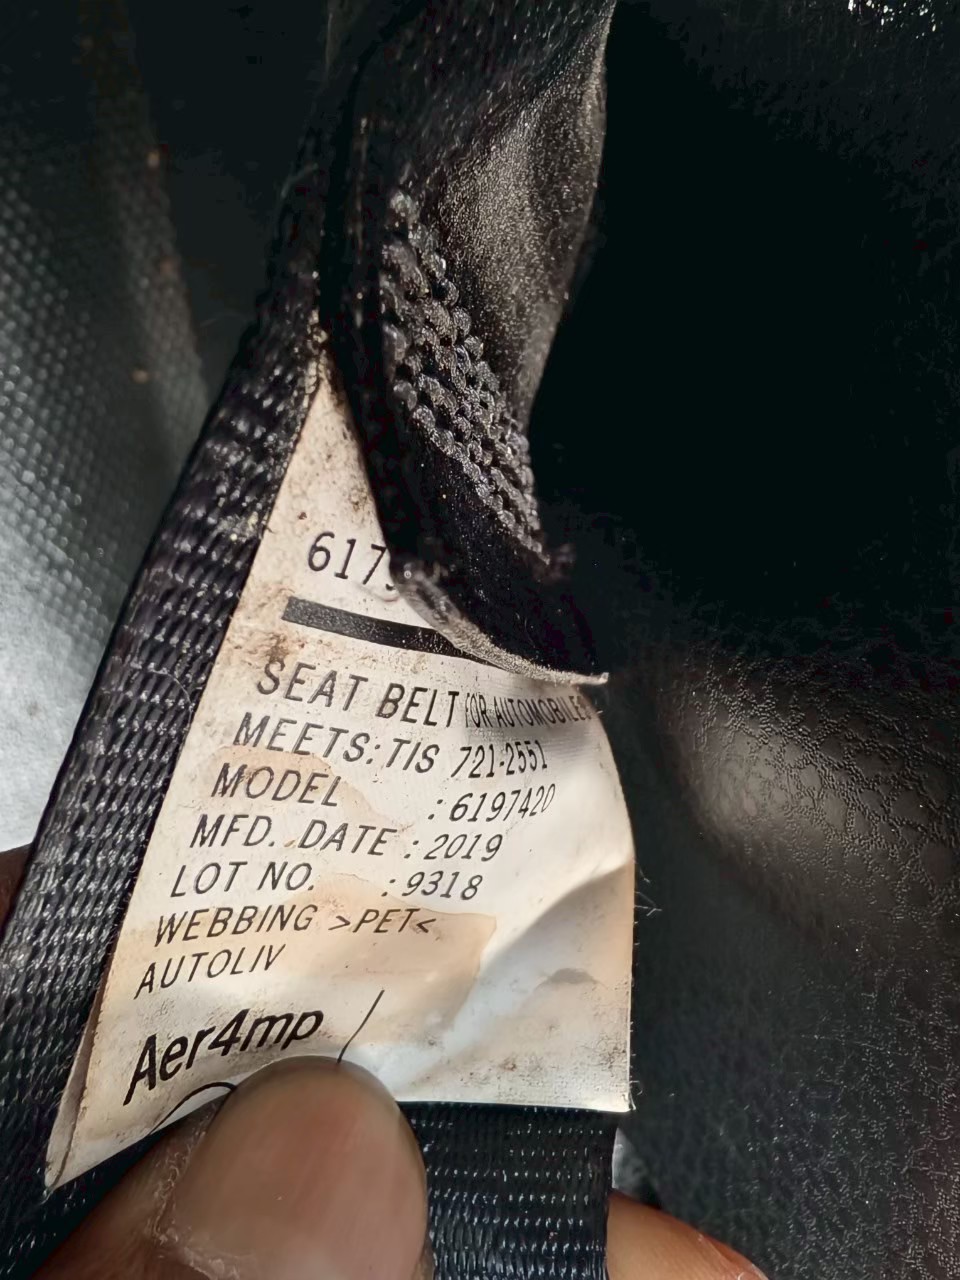 617
SEAT BELT FOR AUTOMOBILES
MEETS: TIS 721-2551
MODEL : 6197420
MFD. DATE : 2019
LOT NO. : 9318
WEBBING >PET<
AUTOLIV
Aer4mp